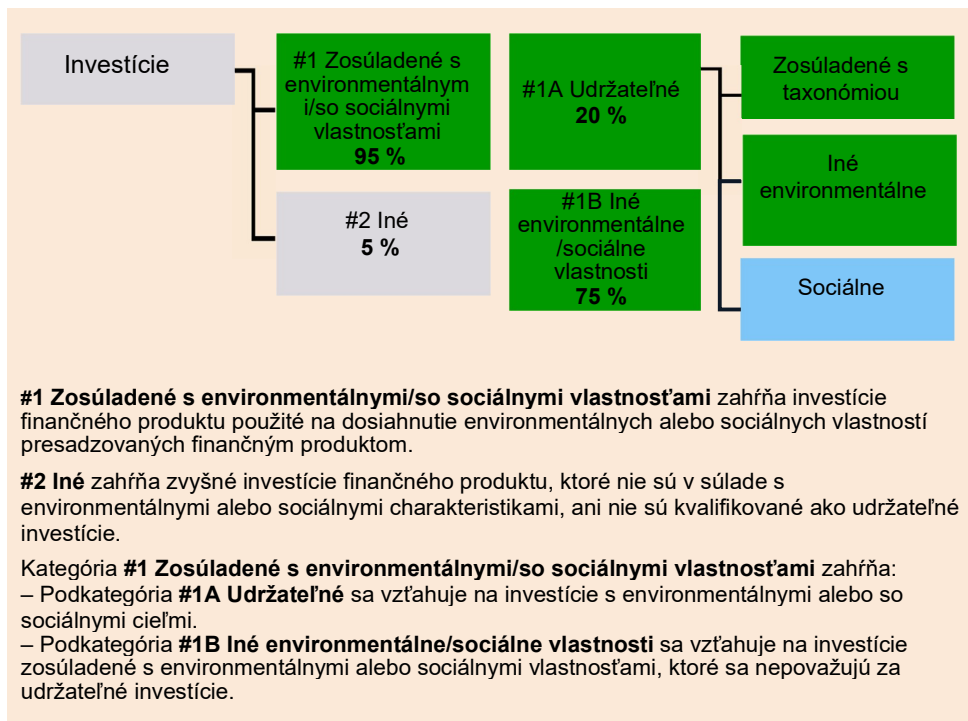 Investície
#1 Zosúladené s
environmentálnym
i/so sociálnymi
vlastnosťami
95 %
#2 Iné
5 %
#1A Udržateľné
20 %
#1B Iné
environmentálne
/sociálne
vlastnosti
75 %
Zosúladené s
taxonómiou
Iné
environmentálne
Sociálne
#1 Zosúladené s environmentálnymi/so sociálnymi vlastnosťami zahŕňa investície
finančného produktu použité na dosiahnutie environmentálnych alebo sociálnych vlastností
presadzovaných finančným produktom.
#2 Iné zahŕňa zvyšné investície finančného produktu, ktoré nie sú v súlade s
environmentálnymi alebo sociálnymi charakteristikami, ani nie sú kvalifikované ako udržateľné
investície.
Kategória #1 Zosúladené s environmentálnymi/so sociálnymi vlastnosťami zahŕňa:
– Podkategória #1A Udržateľné sa vzťahuje na investície s environmentálnymi alebo so
sociálnymi cieľmi.
– Podkategória #1B Iné environmentálne/sociálne vlastnosti sa vzťahuje na investície
zosúladené s environmentálnymi alebo sociálnymi vlastnosťami, ktoré sa nepovažujú za
udržateľné investície.